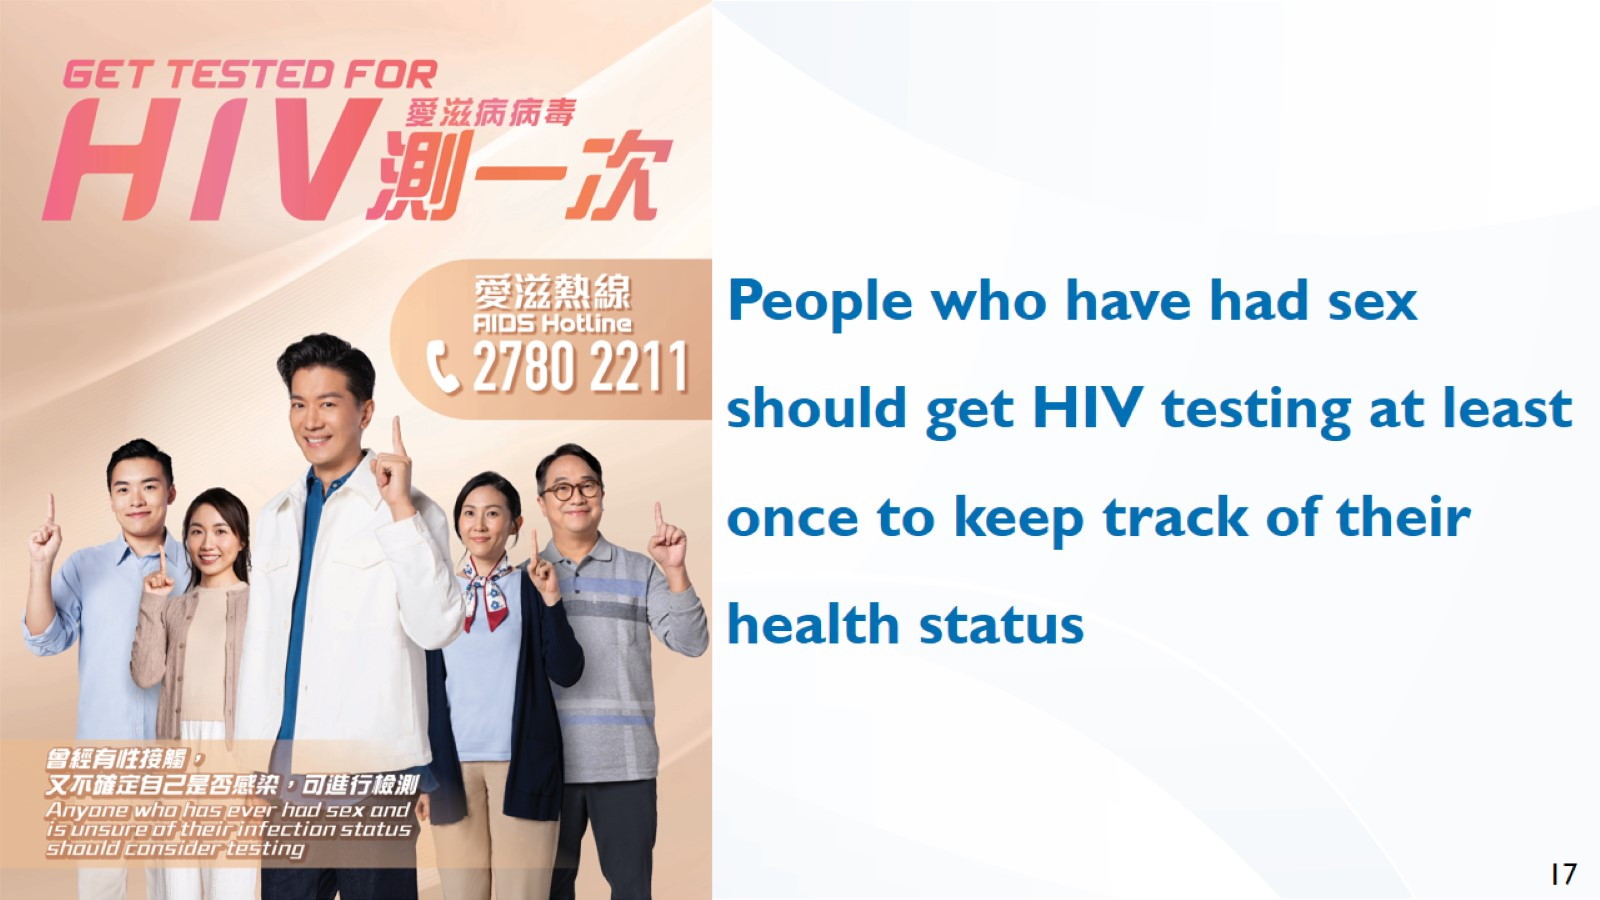 GET TESTED FOR
HIV
愛滋病病毒
測一次
愛滋熱線
AIDS Hotline
2780 2211
曾經有性接觸，
又不確定自己是否感染，可進行檢測
Anyone who has ever had sex and
is unsure of their infection status
should consider testing
People who have had sex
should get HIV testing at least
once to keep track of their
health status
17